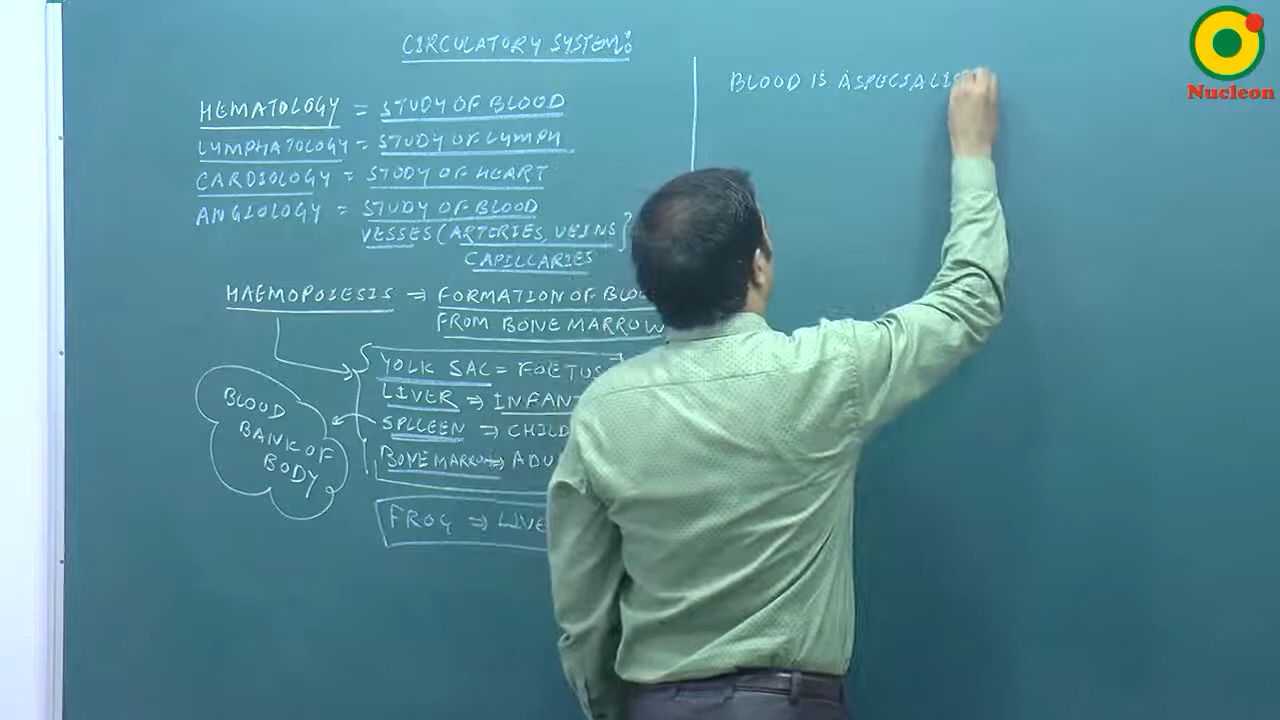 CIRCULATORY SYSTEM:
HEMATOLOGY = STUDY OF BLOOD
LYMPHATOLOGY = STUDY OF LYMPH
CARDIOLOGY = STUDY OF HEART
ANGIOLOGY = STUDY OF BLOOD
VESSES (ARTERIES, VEINS
CAPILLARIES
HAEMOPOIESIS ⇒ FORMATION OF BLOO
FROM BONE MARROW
YOLK SAC = FOETUS
LIVER ⇒ INFANT
SPLEEN ⇒ CHILD
BONE MARROW ⇒ ADU
FROG ⇒ LIVE
BLOOD
BANK OF
BODY
BLOOD IS A SPECIALIS
Nucleon